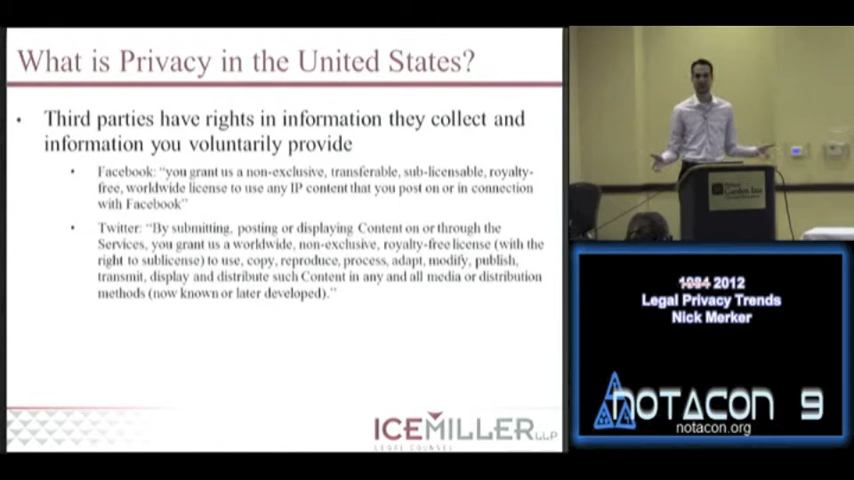 What is Privacy in the United States?
• Third parties have rights in information they collect and
information you voluntarily provide
• Facebook: “you grant us a non-exclusive, transferable, sub-licensable, royalty-
free, worldwide license to use any IP content that you post on or in connection
with Facebook”
• Twitter: “By submitting, posting or displaying Content on or through the
Services, you grant us a worldwide, non-exclusive, royalty-free license (with the
right to sublicense) to use, copy, reproduce, process, adapt, modify, publish,
transmit, display and distribute such Content in any and all media or distribution
methods (now known or later developed).”
ICEMILLER LLP
LEGAL COUNSEL
Garden Inn
1984 2012
Legal Privacy Trends
Nick Merker
NOTACON 9
notacon.org